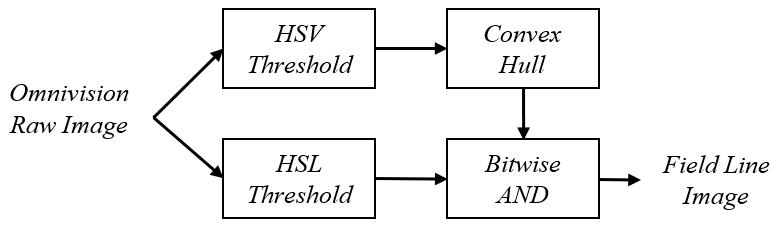 Omnivision
Raw Image
HSV
Threshold
Convex
Hull
HSL
Threshold
Bitwise
AND
Field Line
Image